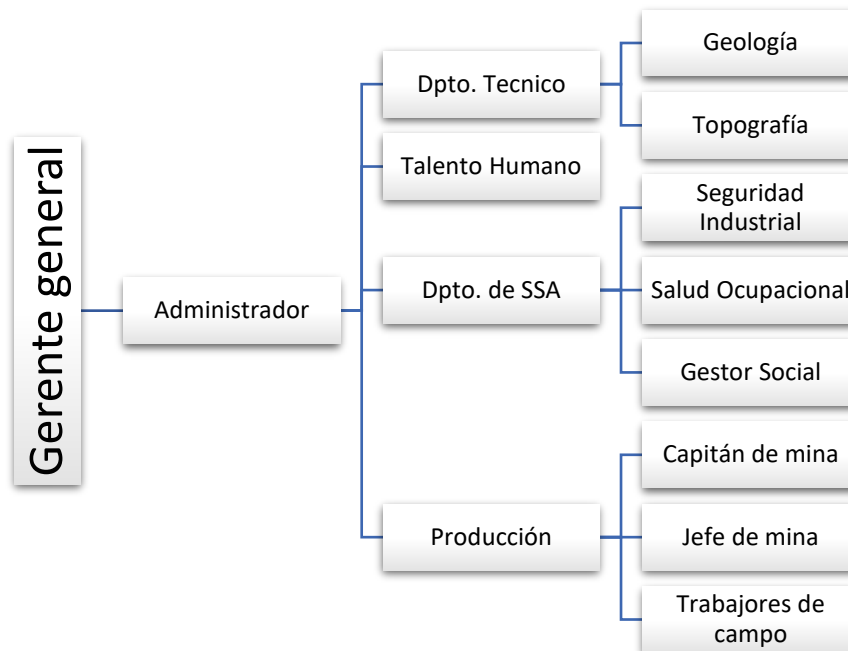 Gerente general
Administrador
Dpto. Tecnico
Talento Humano
Dpto. de SSA
Producción
Geología
Topografía
Seguridad
Industrial
Salud Ocupacional
Gestor Social
Capitán de mina
Jefe de mina
Trabajores de
campo